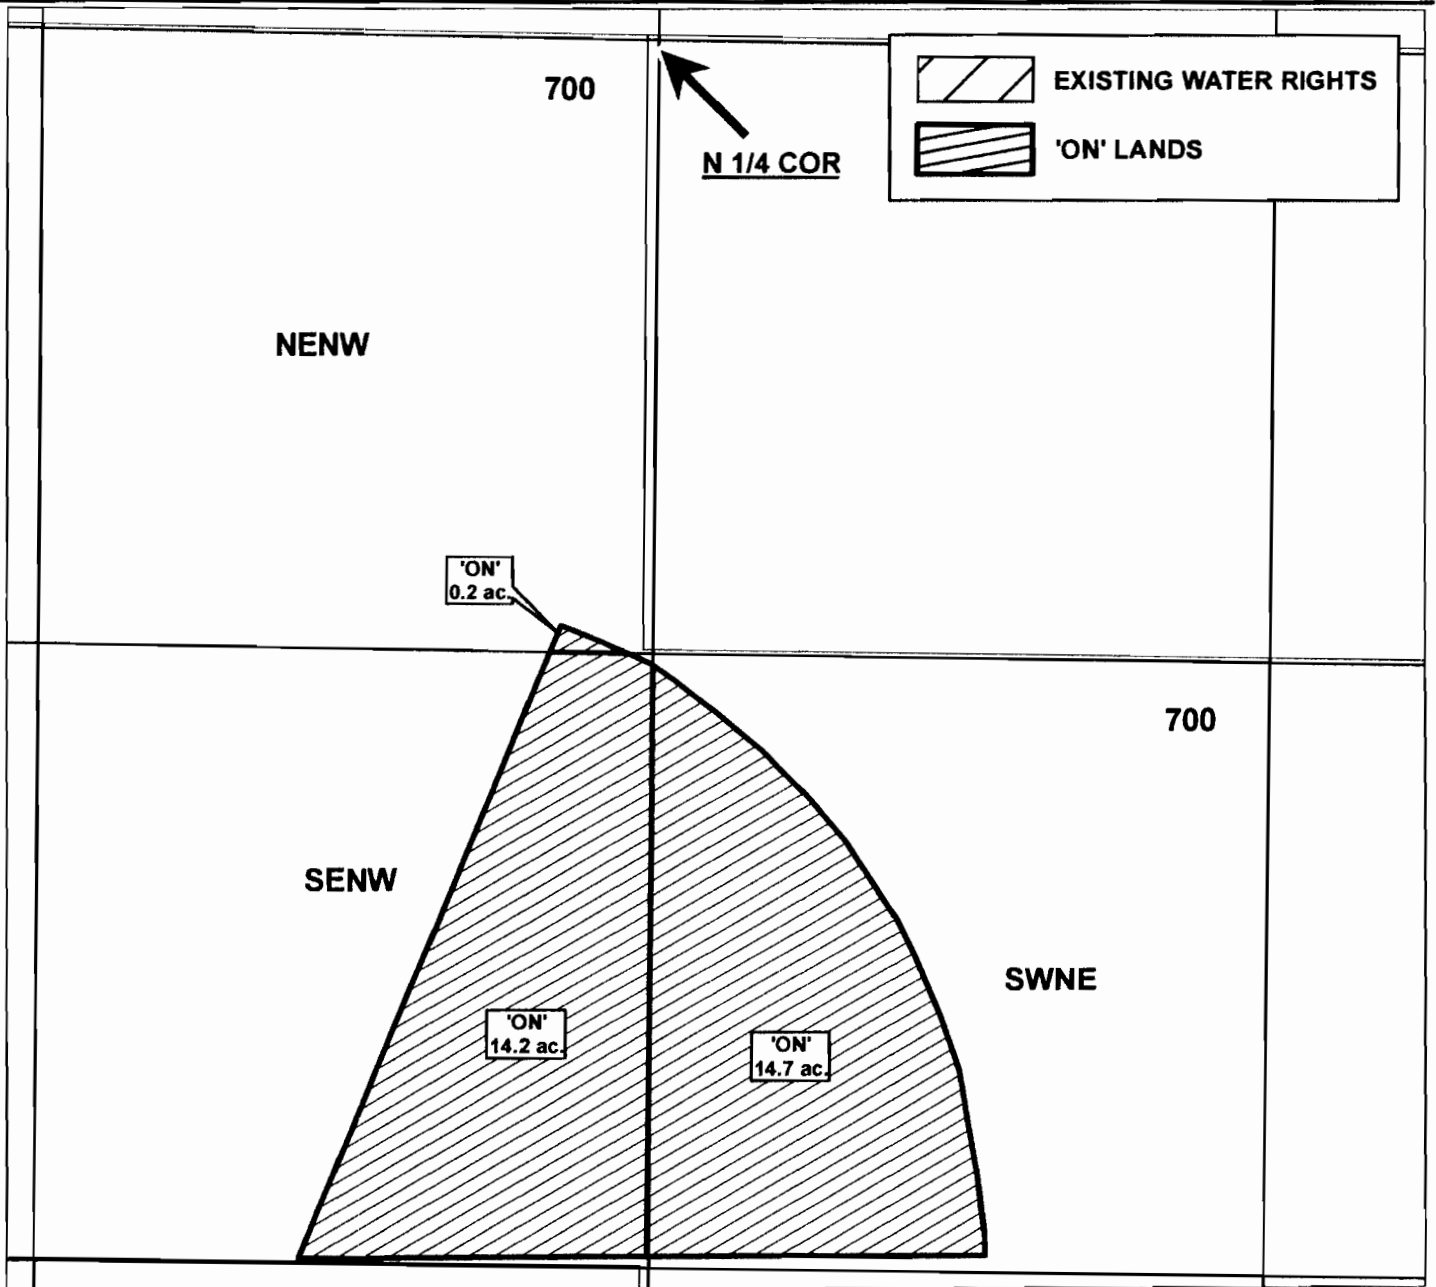 700
EXISTING WATER RIGHTS
'ON' LANDS
N 1/4 COR
NENW
'ON'
0.2 ac.
700
SENW
SWNE
'ON'
14.2 ac.
'ON'
14.7 ac.